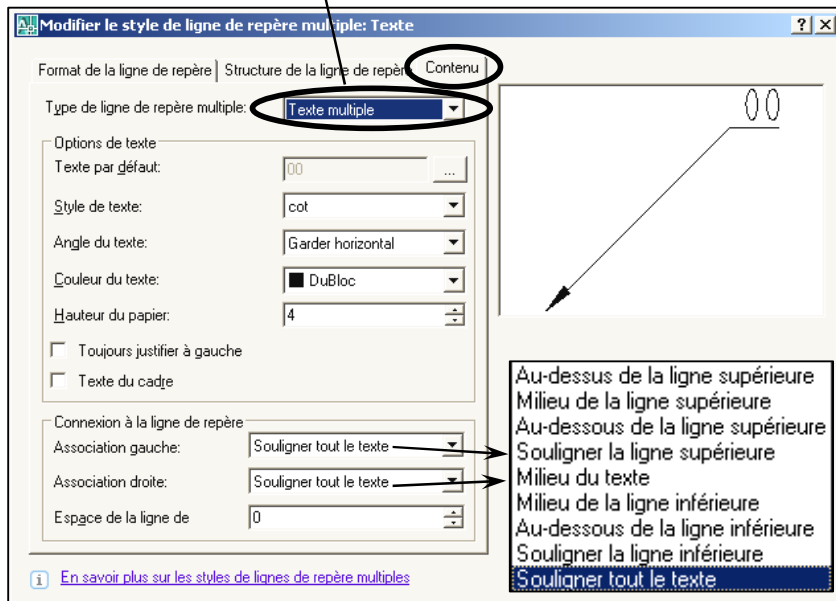 Modifier le style de ligne de repère multiple: Texte
Format de la ligne de repère Structure de la ligne de repère Contenu
Type de ligne de repère multiple: Texte multiple
00
Options de texte
Texte par défaut: 00 ...
Style de texte: cot
Angle du texte: Garder horizontal
Couleur du texte: DuBloc
Hauteur du papier: 4
Toujours justifier à gauche
Texte du cadre
Connexion à la ligne de repère
Association gauche: Souligner tout le texte
Association droite: Souligner tout le texte
Espace de la ligne de 0
Au-dessus de la ligne supérieure
Milieu de la ligne supérieure
Au-dessous de la ligne supérieure
Souligner la ligne supérieure
Milieu du texte
Milieu de la ligne inférieure
Au-dessous de la ligne inférieure
Souligner la ligne inférieure
Souligner tout le texte
En savoir plus sur les styles de lignes de repère multiples